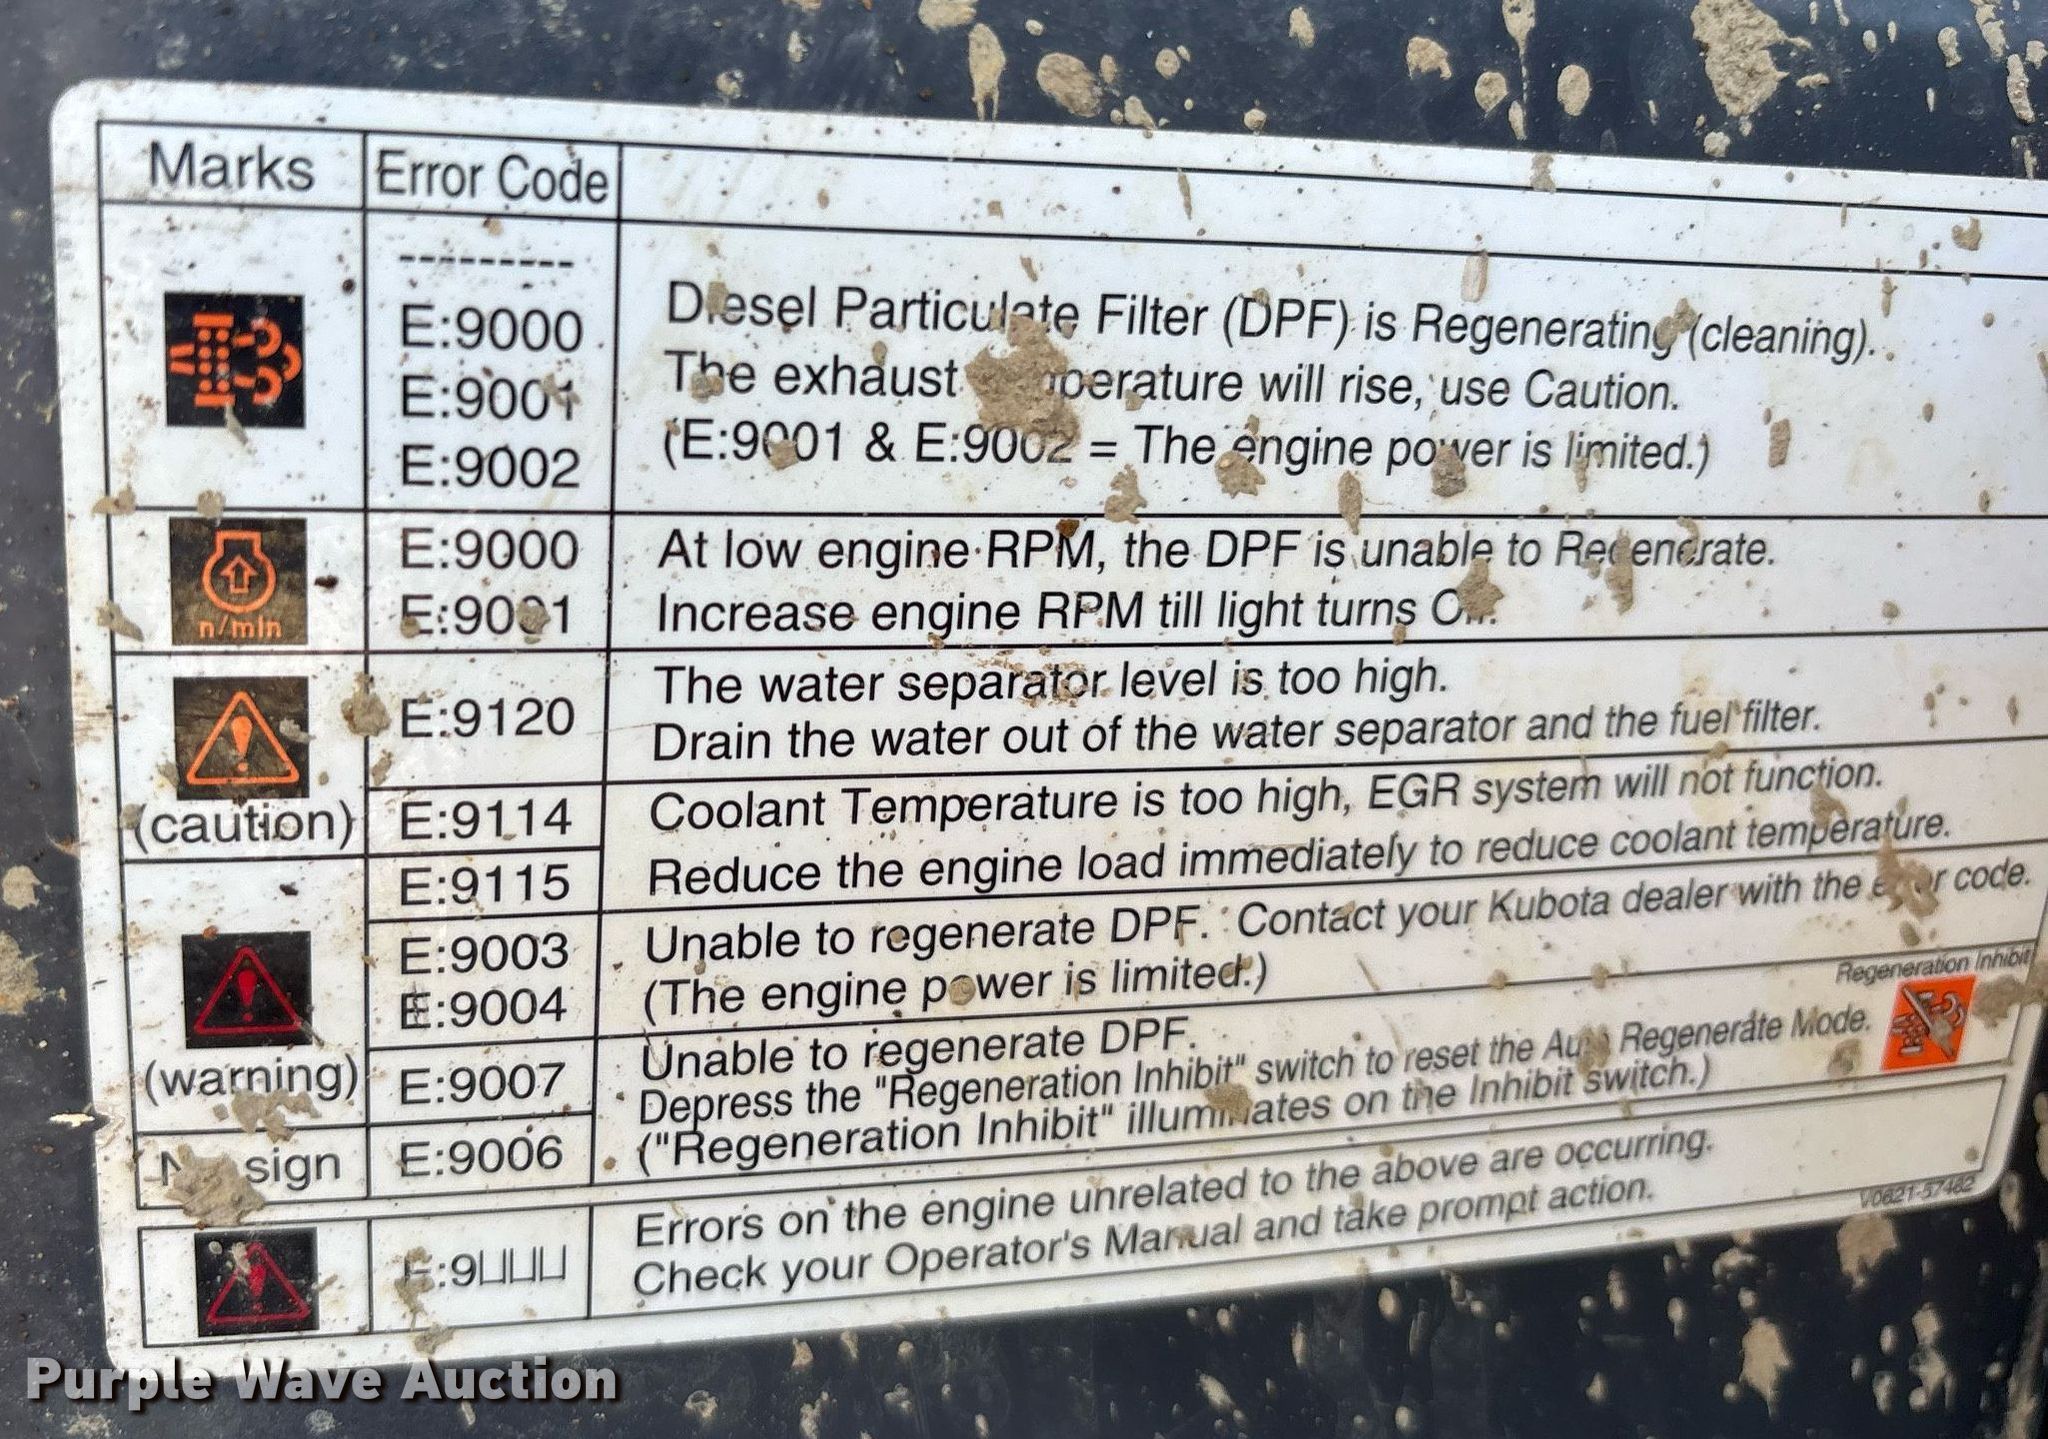 Marks Error Code
---------
E:9000
E:9001
E:9002
Diesel Particulate Filter (DPF) is Regenerating (cleaning).
The exhaust temperature will rise, use Caution.
(E:9001 & E:9002 = The engine power is limited.)
n/min
E:9000
E:9001
At low engine RPM, the DPF is unable to Regenerate.
Increase engine RPM till light turns
(caution)
E:9120
The water separator level is too high.
Drain the water out of the water separator and the fuel filter.
E:9114
E:9115
Coolant Temperature is too high, EGR system will not function.
Reduce the engine load immediately to reduce coolant temperature.
(warning)
E:9003
E:9004
Unable to regenerate DPF. Contact your Kubota dealer with the error code.
(The engine power is limited.)
E:9007
Unable to regenerate DPF.
Depress the "Regeneration Inhibit" switch to reset the Auto Regenerate Mode.
("Regeneration Inhibit" illuminates on the Inhibit switch.)
Regeneration Inhibit
No sign
E:9006
E:9⊔⊔⊔
Errors on the engine unrelated to the above are occurring.
Check your Operator's Manual and take prompt action.
V0821-57482
Purple Wave Auction